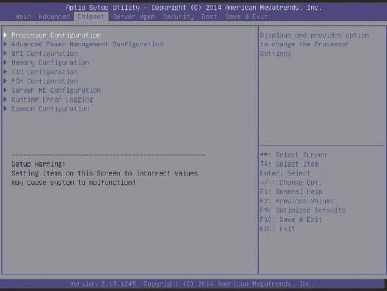 Aptio Setup Utility - Copyright (C) 2014 American Megatrends, Inc.
Main Advanced Chipset Server Mgmt Security Boot Save & Exit
Processor Configuration
Advanced Power Management Configuration
QPI Configuration
Memory Configuration
IIO Configuration
PCH Configuration
Server ME Configuration
Runtime Error Logging
Configuration
Setup Warning:
Setting items on this Screen to incorrect values
may cause system to malfunction!
Displays and provides option
to change the Processor
Settings
: Select Screen
: Select Item
Enter: Select
+/-: Change Opt.
F1: General Help
F2: Previous Values
F9: Optimized Defaults
F10: Save & Exit
ESC: Exit
Version 2.17.1245. Copyright (C) 2014 American Megatrends, Inc.